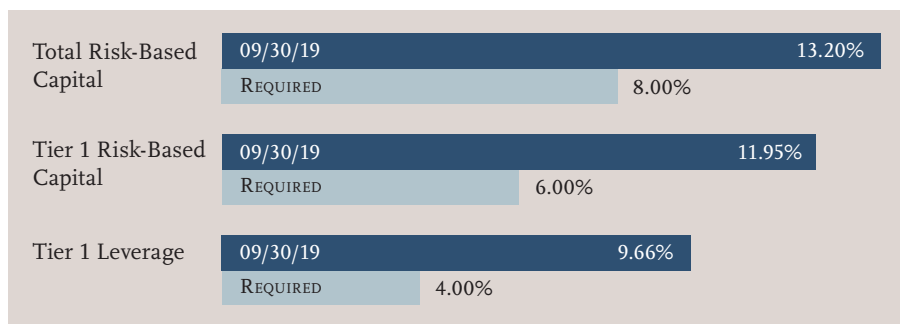 Total Risk-Based
Capital
09/30/19 13.20%
Required 8.00%
Tier 1 Risk-Based
Capital
09/30/19 11.95%
Required 6.00%
Tier 1 Leverage
09/30/19 9.66%
Required 4.00%